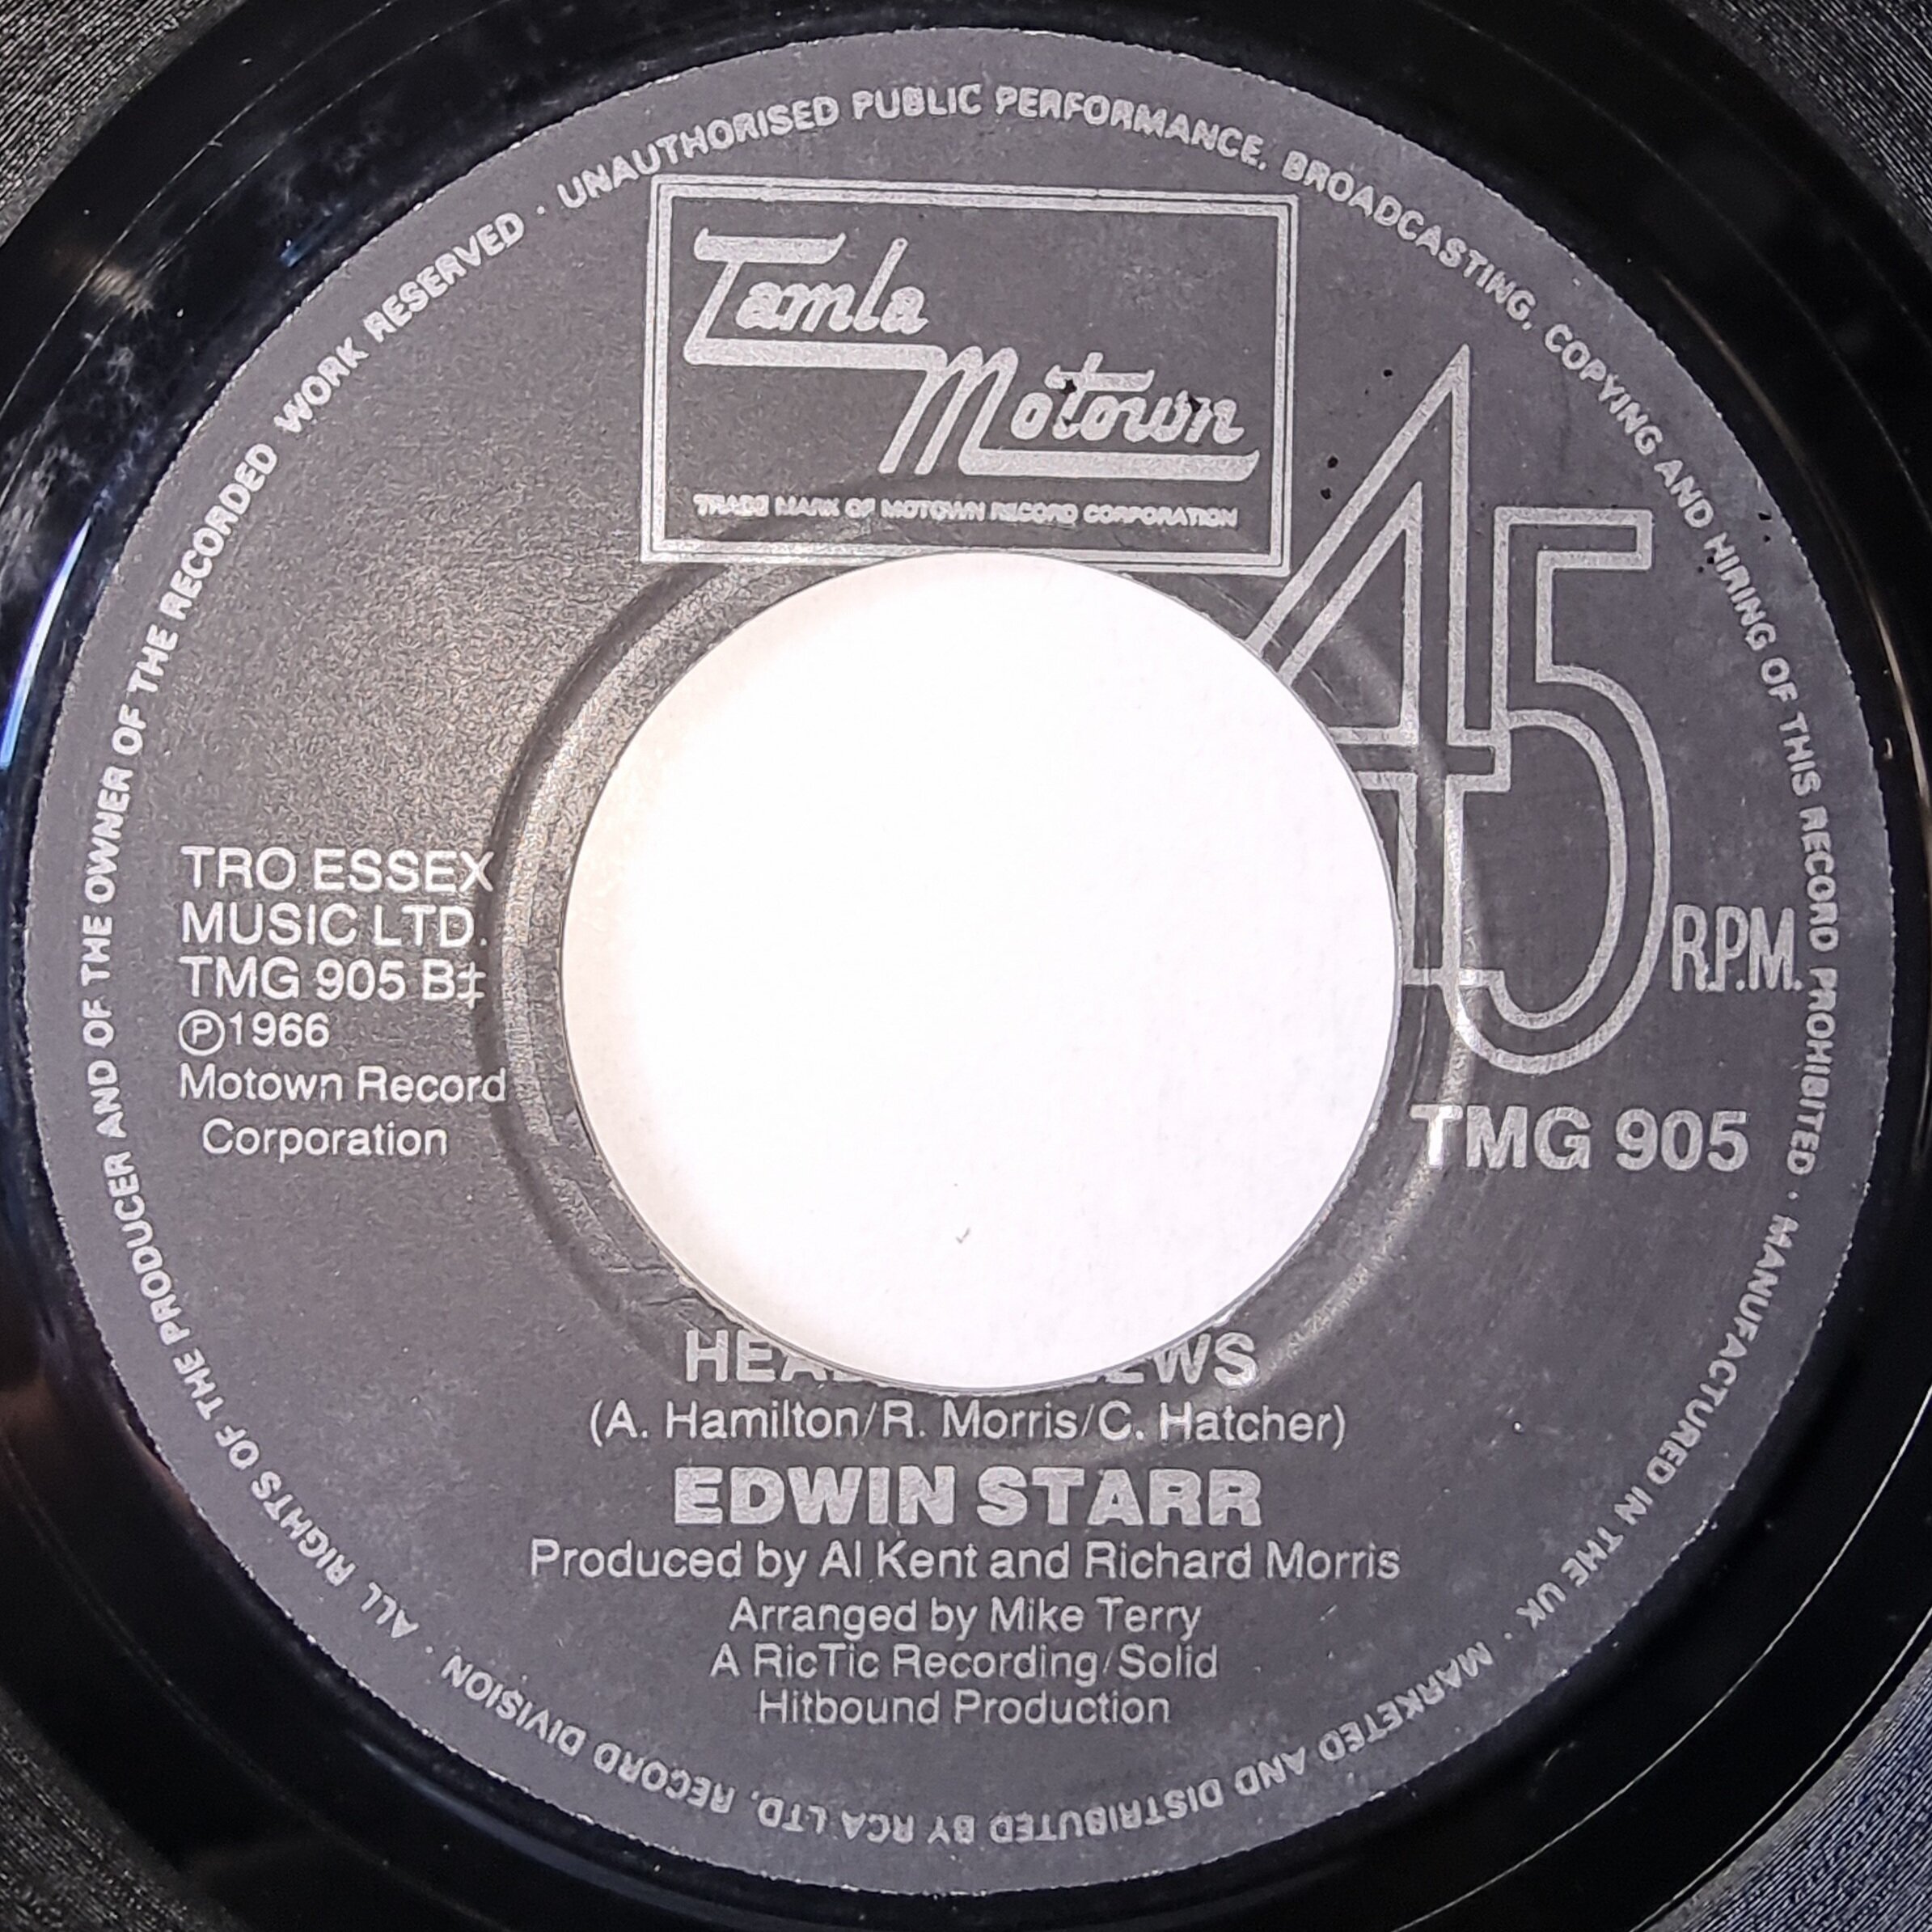 ALL RIGHTS OF THE PRODUCER AND OF THE OWNER OF THE RECORDED WORK RESERVED · UNAUTHORISED PUBLIC PERFORMANCE, BROADCASTING, COPYING AND HIRING OF THIS RECORD PROHIBITED · MANUFACTURED IN THE UK · MARKETED AND DISTRIBUTED BY RCA LTD. RECORD DIVISION ·
Tamla
Motown
TRADE MARK OF MOTOWN RECORD CORPORATION
45
R.P.M.
TRO ESSEX
MUSIC LTD.
TMG 905 B‡
℗1966
Motown Record
Corporation
TMG 905
(A. Hamilton/R. Morris/C. Hatcher)
EDWIN STARR
Produced by Al Kent and Richard Morris
Arranged by Mike Terry
A RicTic Recording/Solid
Hitbound Production